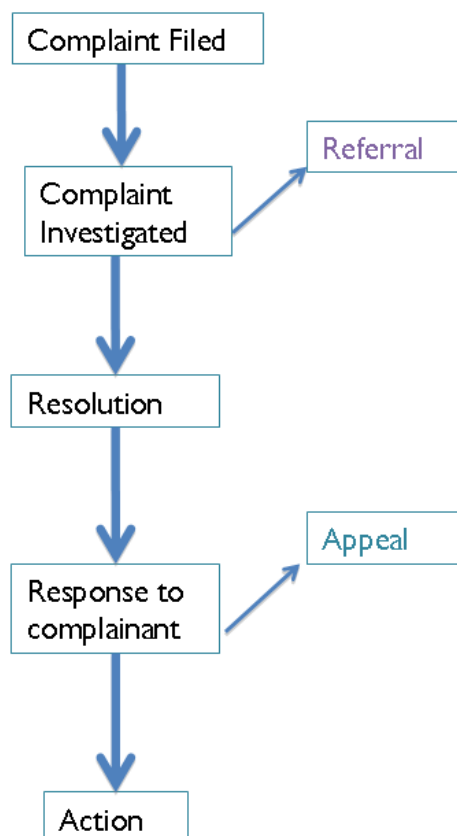 Complaint Filed
Referral
Complaint
Investigated
Resolution
Appeal
Response to
complainant
Action